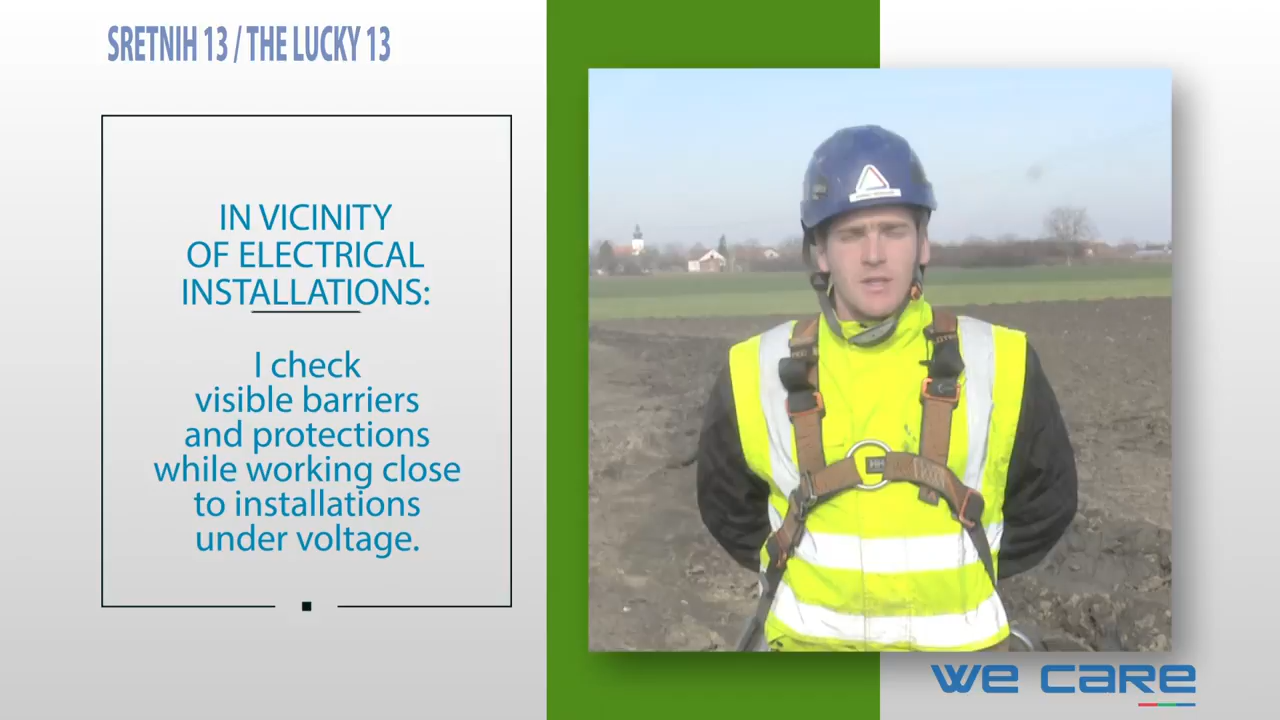 SRETNIH 13 / THE LUCKY 13
IN VICINITY
OF ELECTRICAL
INSTALLATIONS:
I check
visible barriers
and protections
while working close
to installations
under voltage.
HH
we care